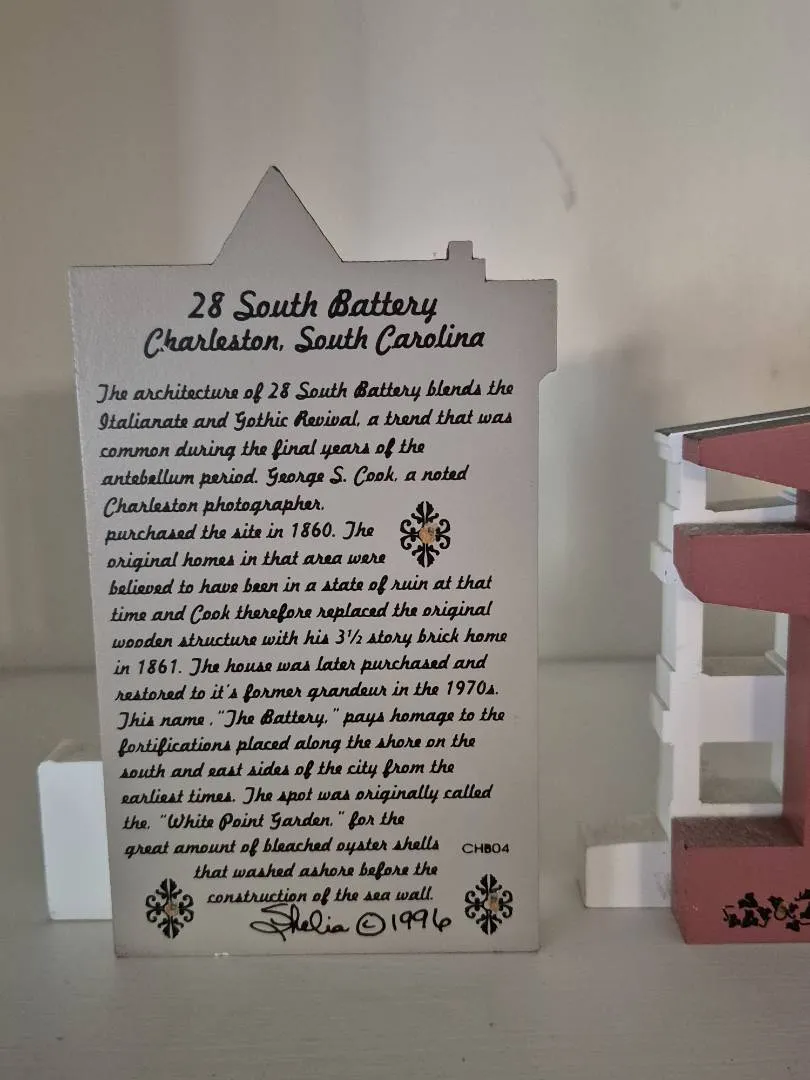 28 South Battery
Charleston, South Carolina
The architecture of 28 South Battery blends the
Italianate and Gothic Revival, a trend that was
common during the final years of the
antebellum period. George S. Cook, a noted
Charleston photographer,
purchased the site in 1860. The
original homes in that area were
believed to have been in a state of ruin at that
time and Cook therefore replaced the original
wooden structure with his 3½ story brick home
in 1861. The house was later purchased and
restored to it's former grandeur in the 1970s.
This name, "The Battery," pays homage to the
fortifications placed along the shore on the
south and east sides of the city from the
earliest times. The spot was originally called
the, "White Point Garden," for the
great amount of bleached oyster shells
CHB04
that washed ashore before the
construction of the sea wall.
Shelia © 1996